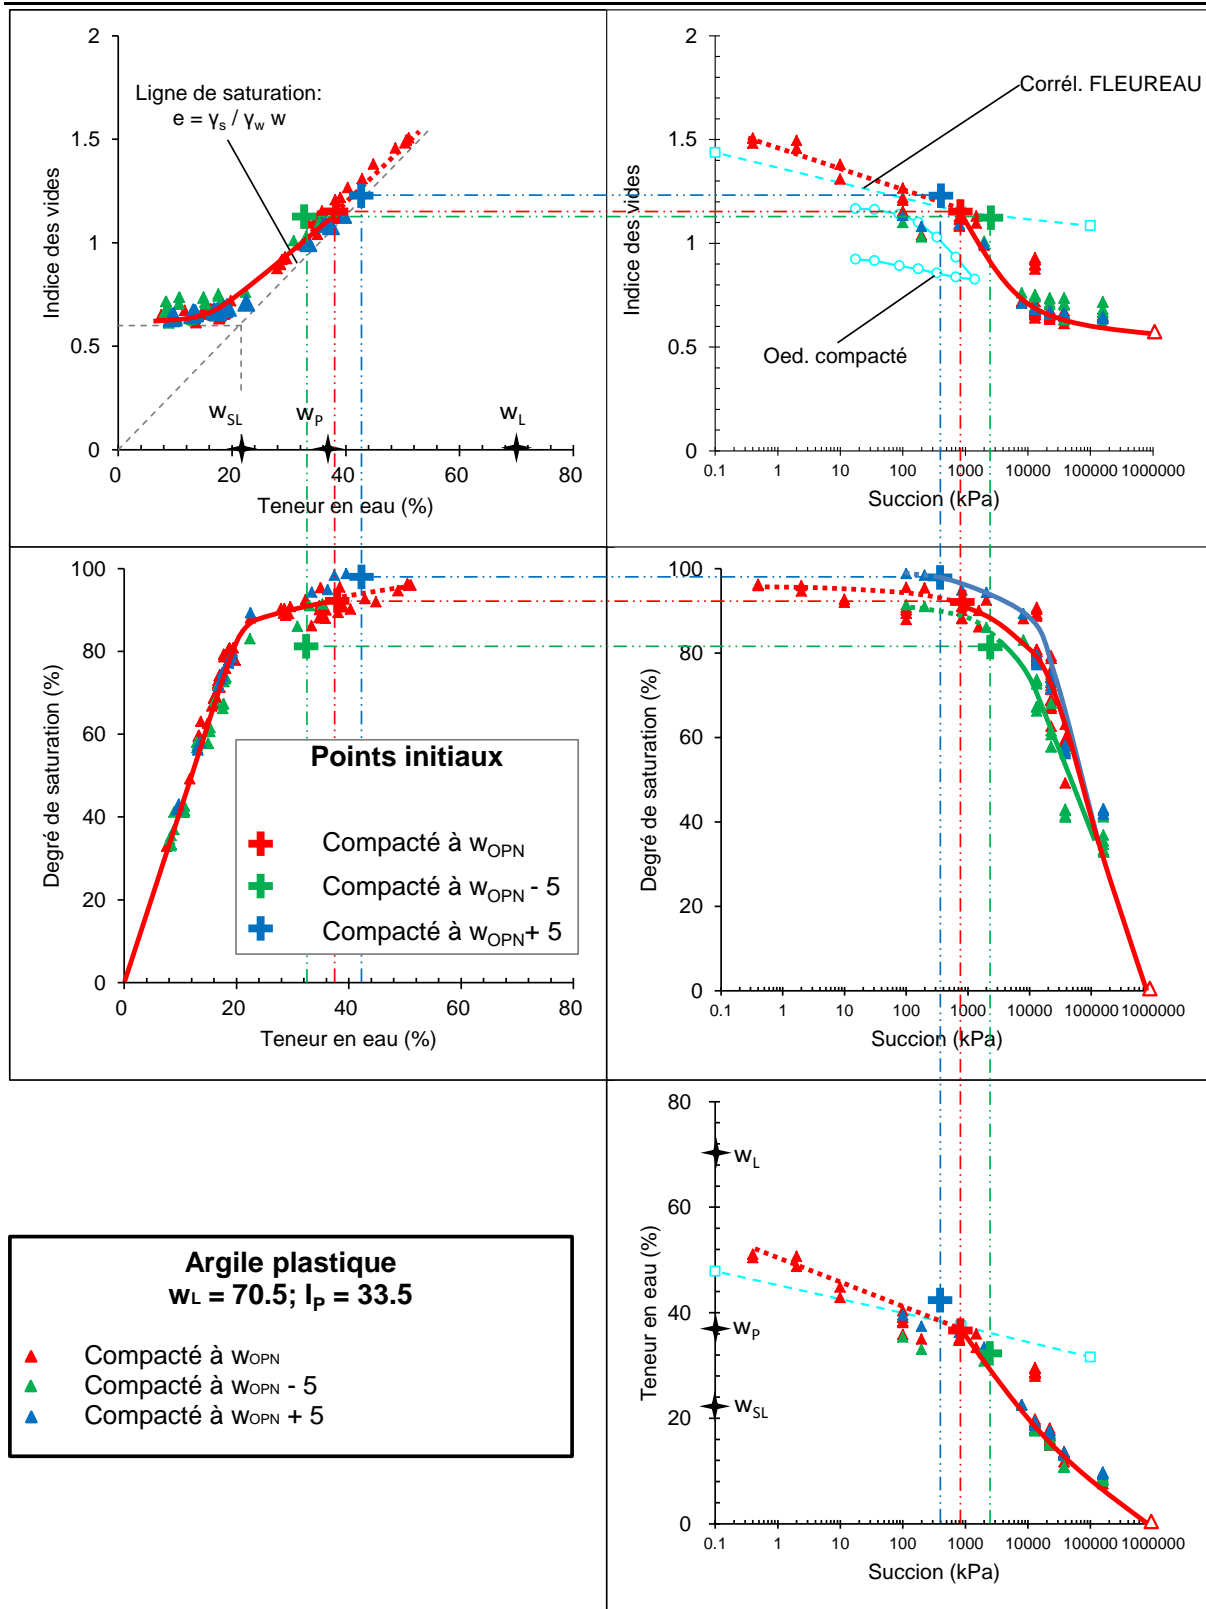 2
1.5
1
0.5
0
Indice des vides
Ligne de saturation:
e = γs / γw w
wSL
wP
wL
0 20 40 60 80
Teneur en eau (%)
2
1.5
1
0.5
0
Indice des vides
Corrél. FLEUREAU
Oed. compacté
0.1 1 10 100 1000 10000 100000 1000000
Succion (kPa)
100
80
60
40
20
0
Degré de saturation (%)
Points initiaux
Compacté à wOPN
Compacté à wOPN - 5
Compacté à wOPN+ 5
0 20 40 60 80
Teneur en eau (%)
100
80
60
40
20
0
Degré de saturation (%)
0.1 1 10 100 1000 10000 100000 1000000
Succion (kPa)
Argile plastique
wL = 70.5; IP = 33.5
Compacté à wOPN
Compacté à wOPN - 5
Compacté à wOPN + 5
80
60
40
20
0
Teneur en eau (%)
wL
wP
wSL
0.1 1 10 100 1000 10000 100000 1000000
Succion (kPa)